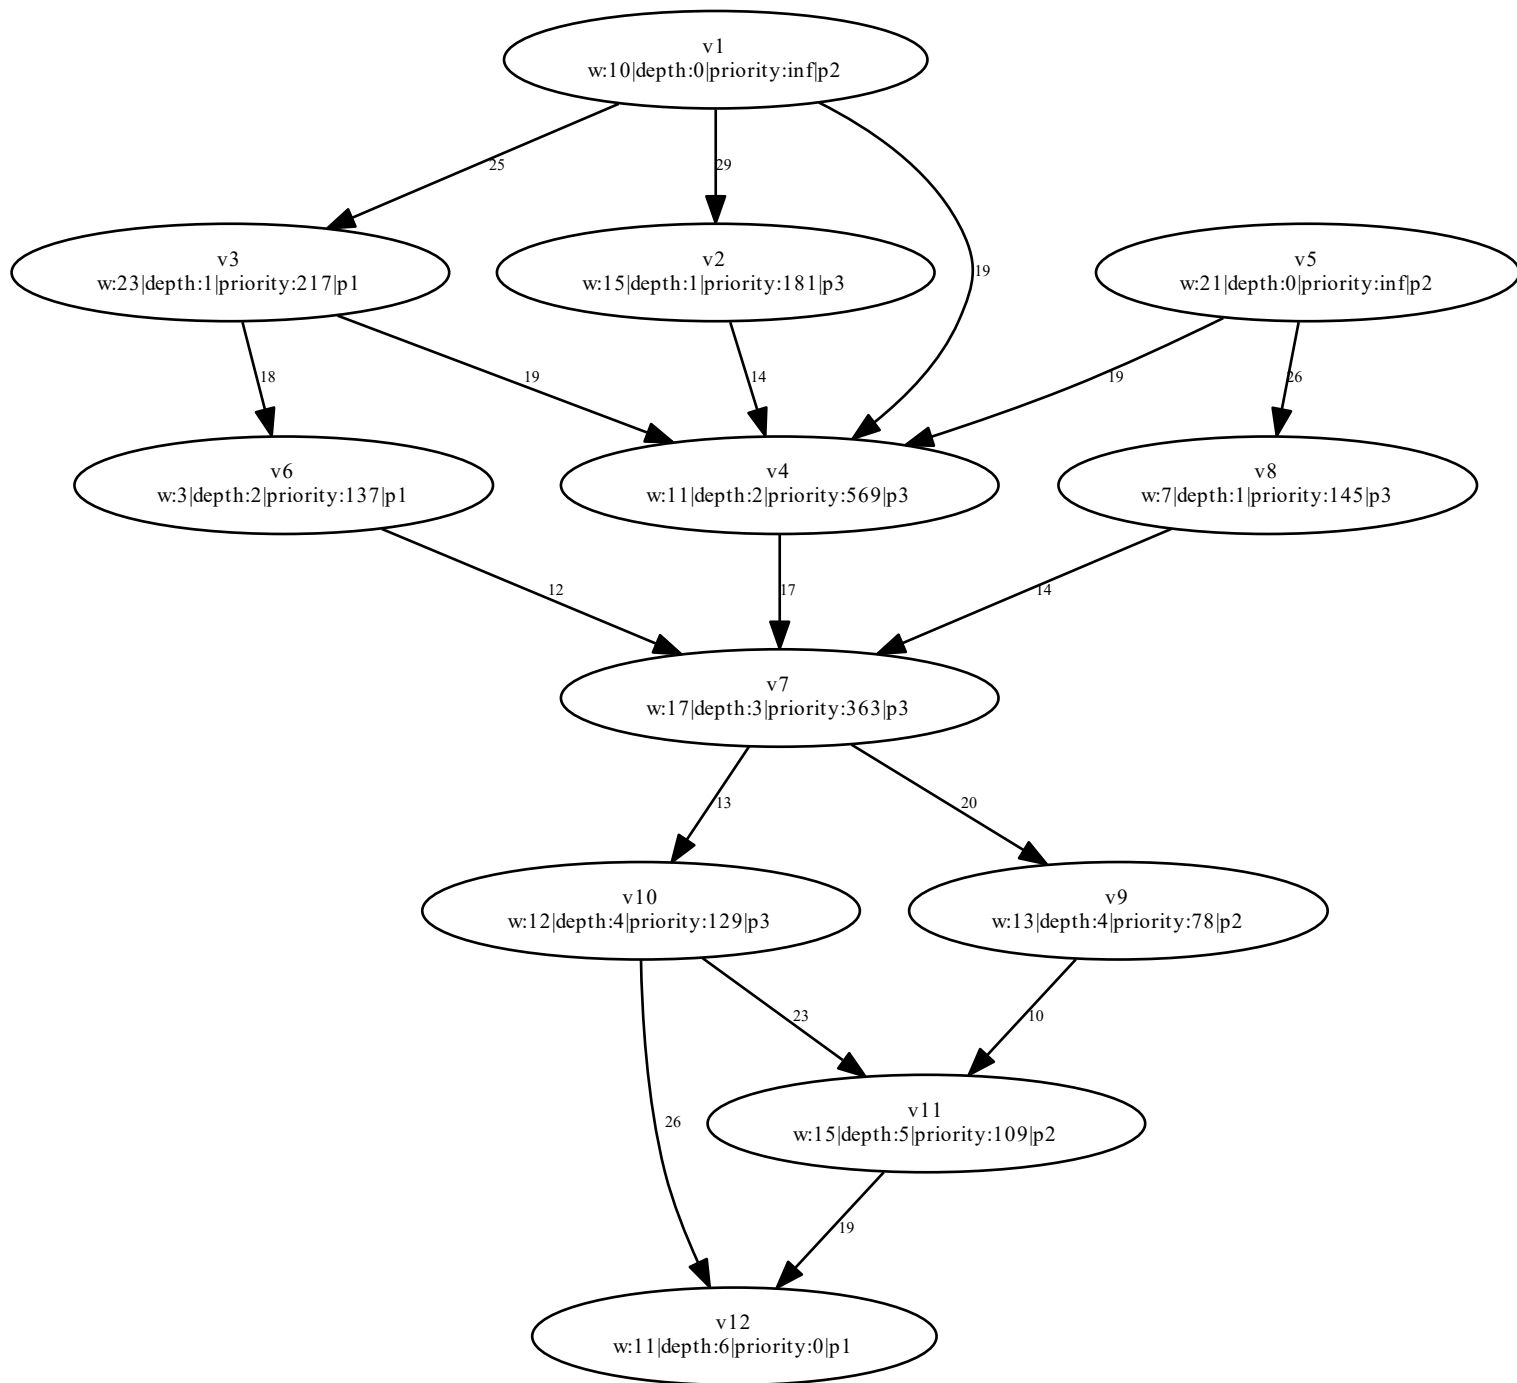 v1
w:10|depth:0|priority:inf|p2
25
29
19
v3
w:23|depth:1|priority:217|p1
v2
w:15|depth:1|priority:181|p3
v5
w:21|depth:0|priority:inf|p2
18
19
14
19
26
v6
w:3|depth:2|priority:137|p1
v4
w:11|depth:2|priority:569|p3
v8
w:7|depth:1|priority:145|p3
12
17
14
v7
w:17|depth:3|priority:363|p3
13
20
v10
w:12|depth:4|priority:129|p3
v9
w:13|depth:4|priority:78|p2
23
10
v11
w:15|depth:5|priority:109|p2
26
19
v12
w:11|depth:6|priority:0|p1